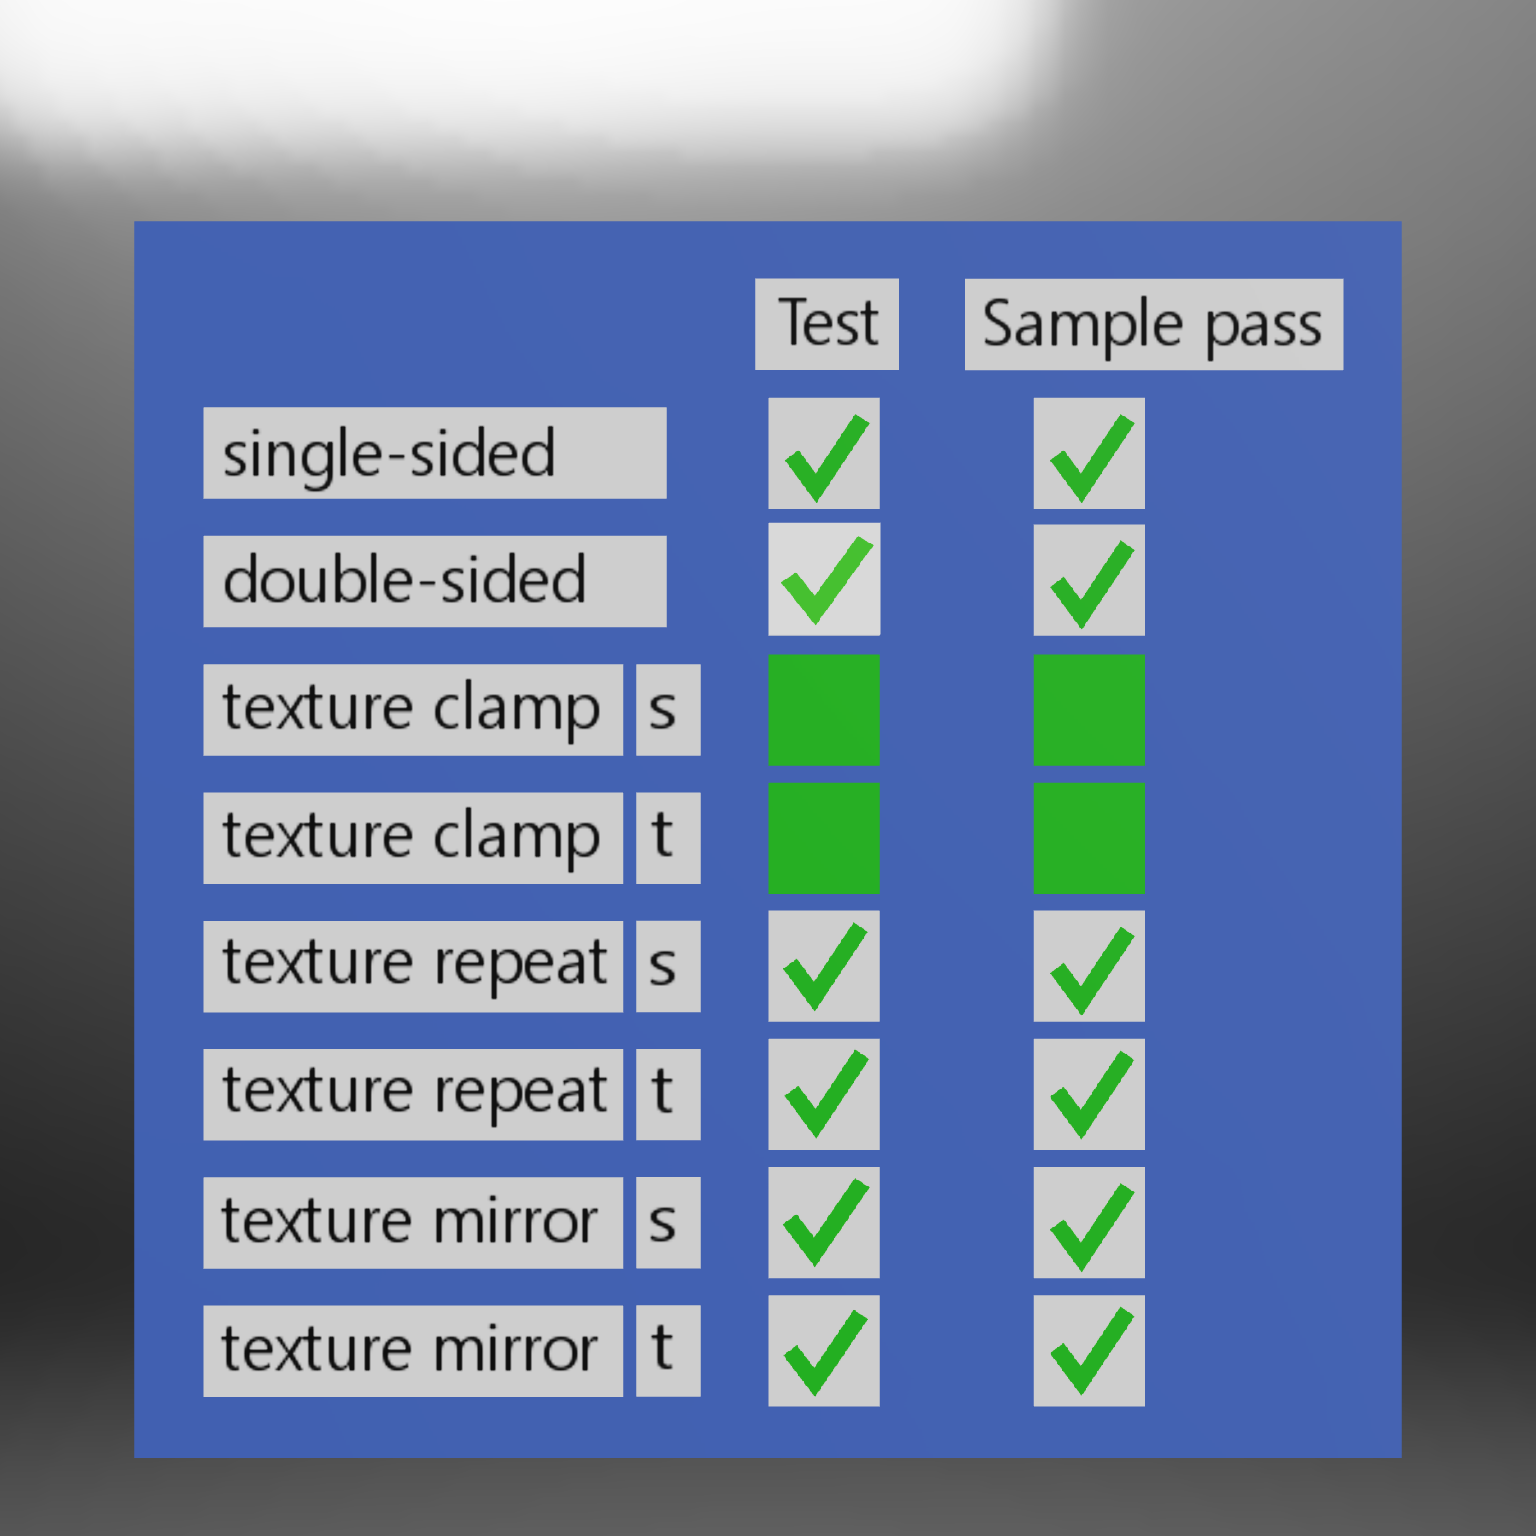 Test Sample pass
single-sided
double-sided
texture clamp s
texture clamp t
texture repeat s
texture repeat t
texture mirror s
texture mirror t